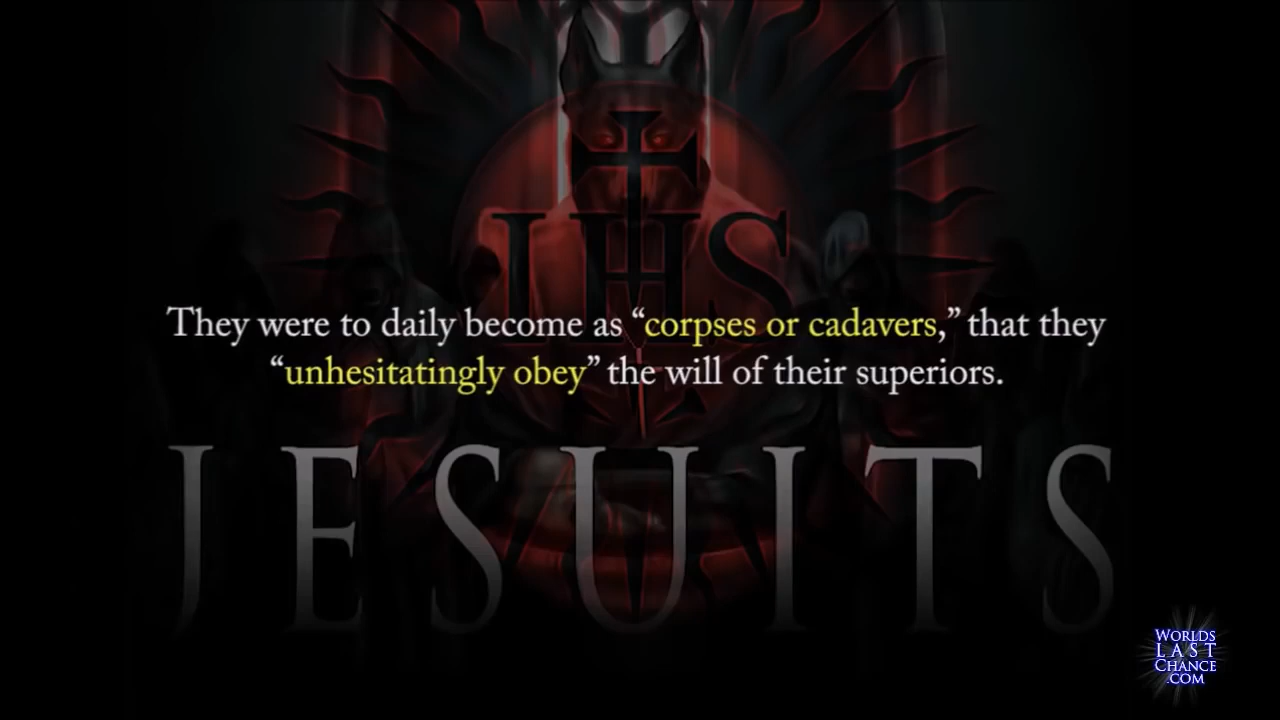 IHS
They were to daily become as “corpses or cadavers,” that they
“unhesitatingly obey” the will of their superiors.
JESUITS
WORLDS
LAST
CHANCE
.COM